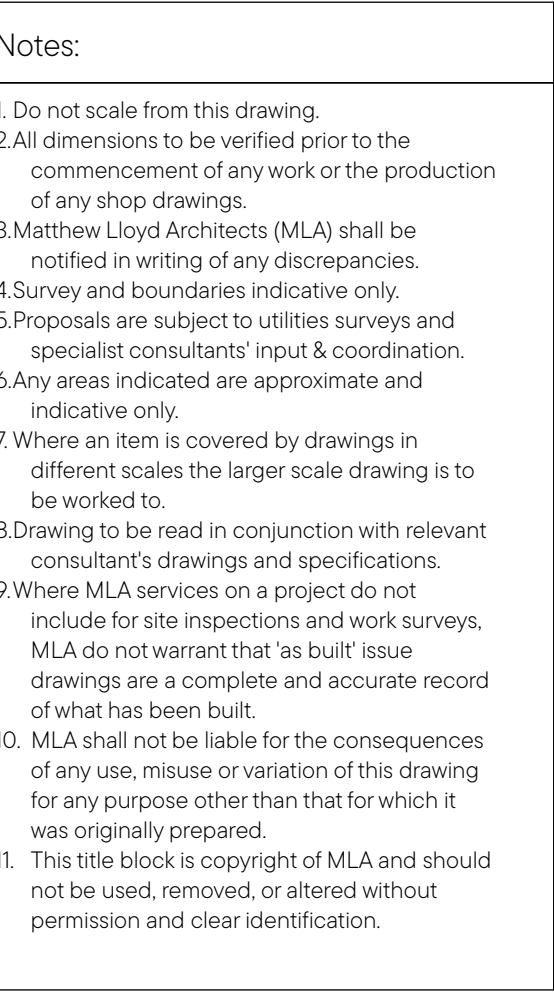 Notes:
1. Do not scale from this drawing.
2.All dimensions to be verified prior to the
commencement of any work or the production
of any shop drawings.
3.Matthew Lloyd Architects (MLA) shall be
notified in writing of any discrepancies.
4.Survey and boundaries indicative only.
5.Proposals are subject to utilities surveys and
specialist consultants' input & coordination.
6.Any areas indicated are approximate and
indicative only.
7. Where an item is covered by drawings in
different scales the larger scale drawing is to
be worked to.
8.Drawing to be read in conjunction with relevant
consultant's drawings and specifications.
9.Where MLA services on a project do not
include for site inspections and work surveys,
MLA do not warrant that 'as built' issue
drawings are a complete and accurate record
of what has been built.
10. MLA shall not be liable for the consequences
of any use, misuse or variation of this drawing
for any purpose other than that for which it
was originally prepared.
11. This title block is copyright of MLA and should
not be used, removed, or altered without
permission and clear identification.